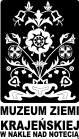 MUZEUM ZIEMI
KRAJEŃSKIEJ
W NAKLE NAD NOTECIĄ